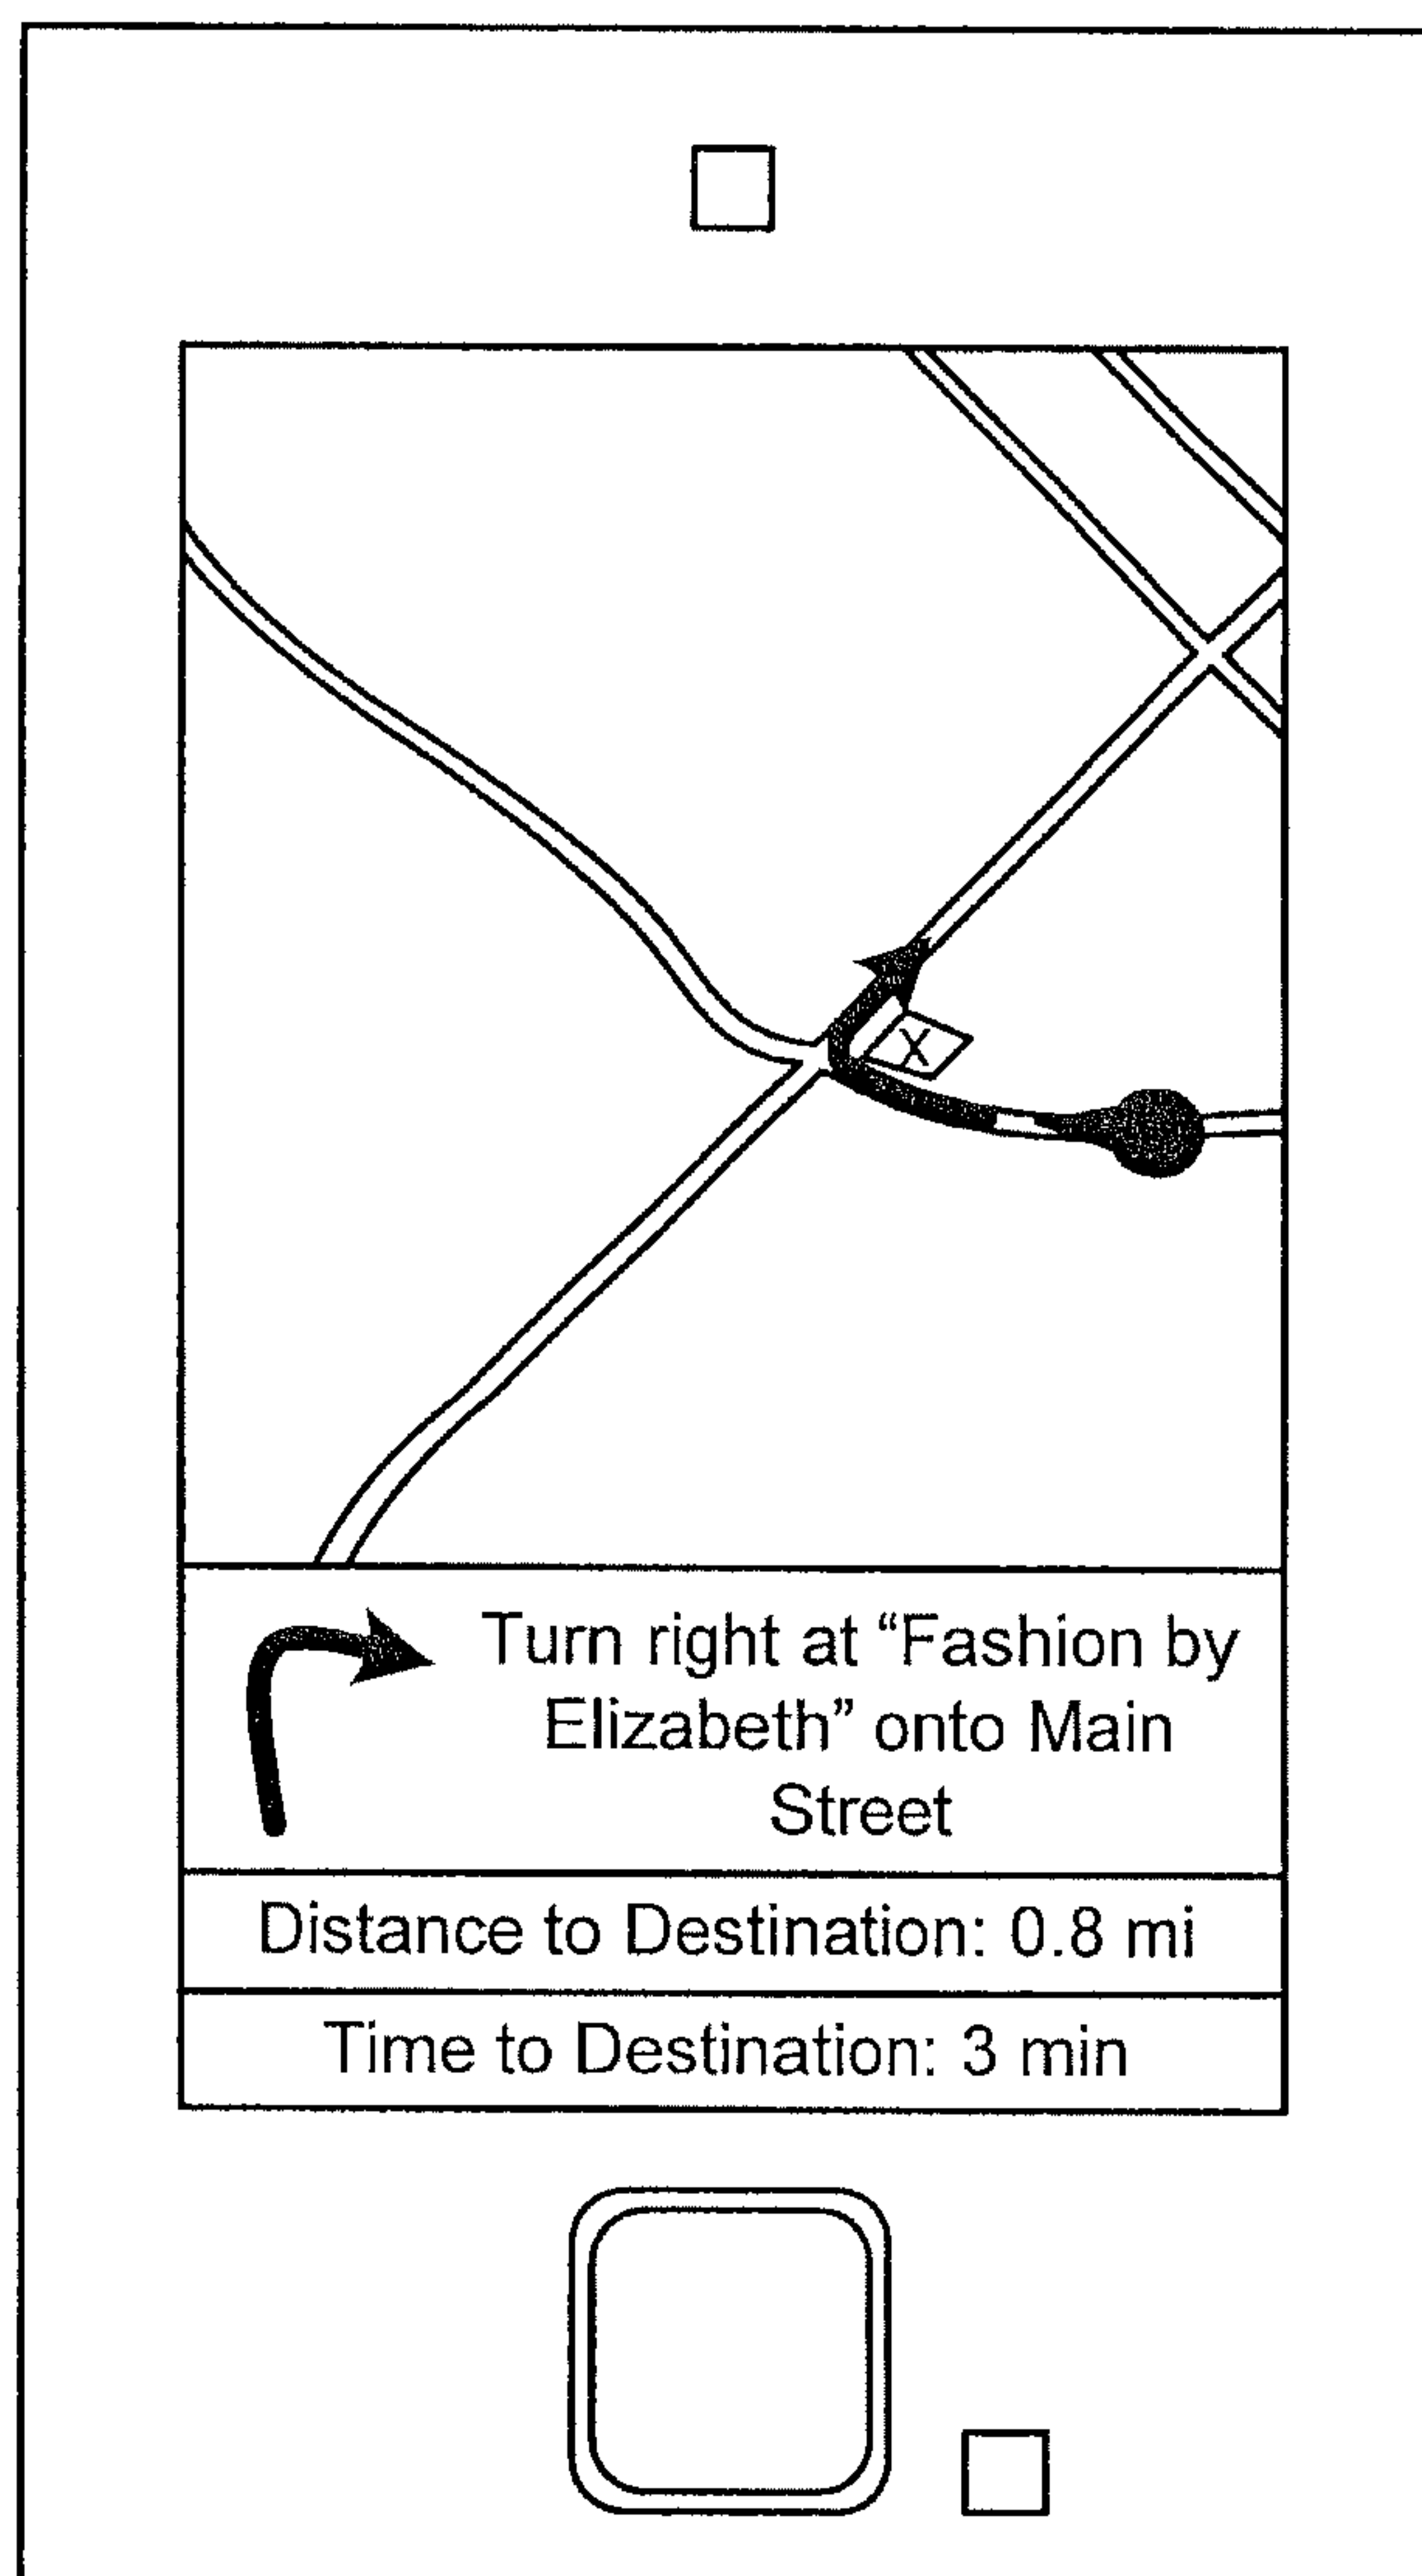 X
Turn right at “Fashion by
Elizabeth” onto Main
Street
Distance to Destination: 0.8 mi
Time to Destination: 3 min